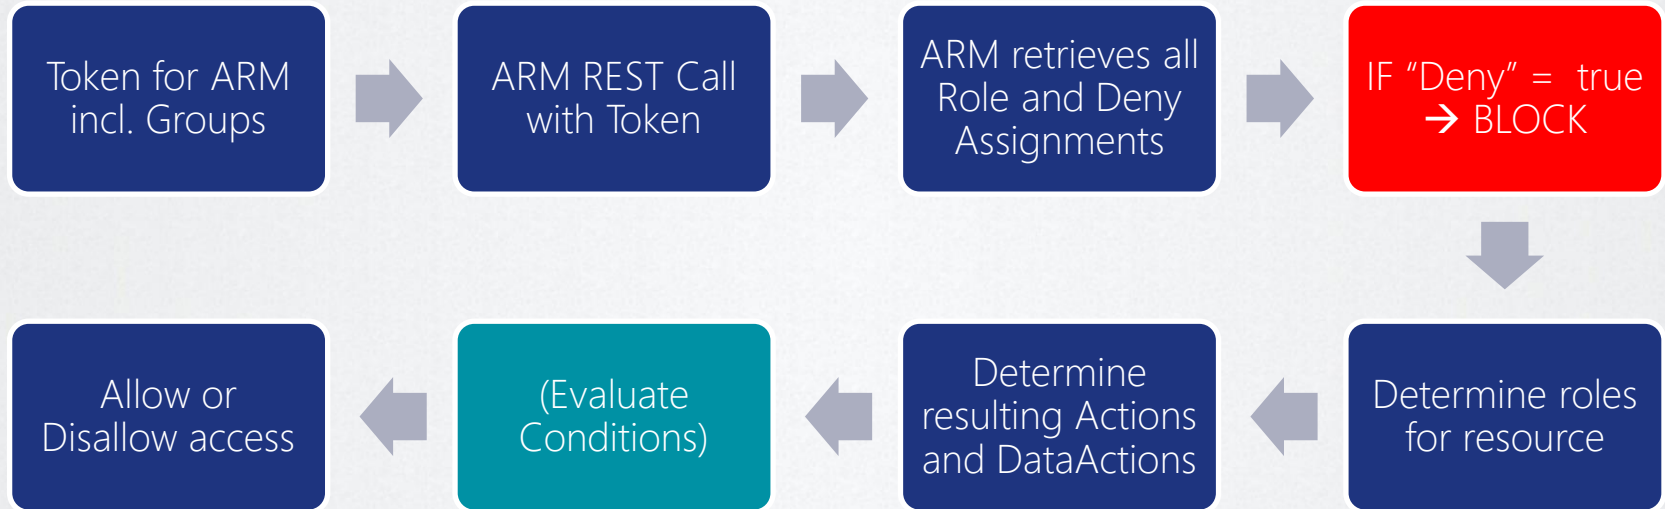 Token for ARM
incl. Groups
ARM REST Call
with Token
ARM retrieves all
Role and Deny
Assignments
IF “Deny” =  true
→ BLOCK
Determine roles
for resource
Determine
resulting Actions
and DataActions
(Evaluate
Conditions)
Allow or
Disallow access